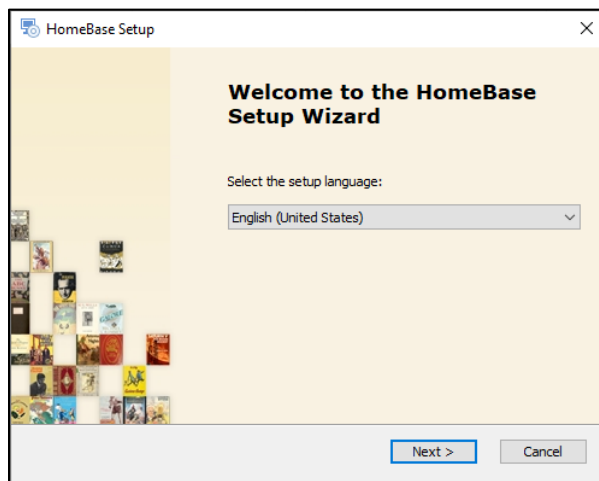 HomeBase Setup
Welcome to the HomeBase
Setup Wizard
Select the setup language:
English (United States)
Next >
Cancel